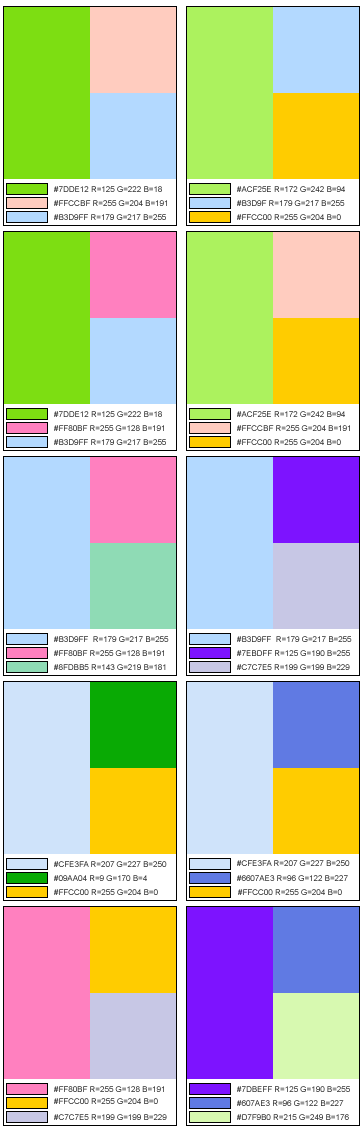 #7DDE12 R=125 G=222 B=18
#FFCCBF R=255 G=204 B=191
#B3D9FF R=179 G=217 B=255
#ACF25E R=172 G=242 B=94
#B3D9F R=179 G=217 B=255
#FFCC00 R=255 G=204 B=0
#7DDE12 R=125 G=222 B=18
#FF80BF R=255 G=128 B=191
#B3D9FF R=179 G=217 B=255
#ACF25E R=172 G=242 B=94
#FFCCBF R=255 G=204 B=191
#FFCC00 R=255 G=204 B=0
#B3D9FF R=179 G=217 B=255
#FF80BF R=255 G=128 B=191
#8FDBB5 R=143 G=219 B=181
#B3D9FF R=179 G=217 B=255
#7EBDFF R=125 G=190 B=255
#C7C7E5 R=199 G=199 B=229
#CFE3FA R=207 G=227 B=250
#09AA04 R=9 G=170 B=4
#FFCC00 R=255 G=204 B=0
#CFE3FA R=207 G=227 B=250
#6607AE3 R=96 G=122 B=227
#FFCC00 R=255 G=204 B=0
#FF80BF R=255 G=128 B=191
#FFCC00 R=255 G=204 B=0
#C7C7E5 R=199 G=199 B=229
#7DBEFF R=125 G=190 B=255
#607AE3 R=96 G=122 B=227
#D7F9B0 R=215 G=249 B=176